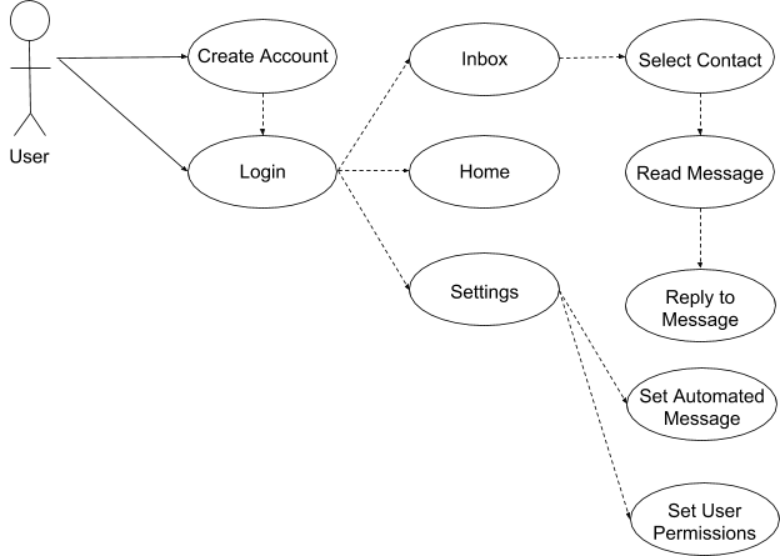 User
Create Account
Login
Inbox
Home
Settings
Select Contact
Read Message
Reply to
Message
Set Automated
Message
Set User
Permissions